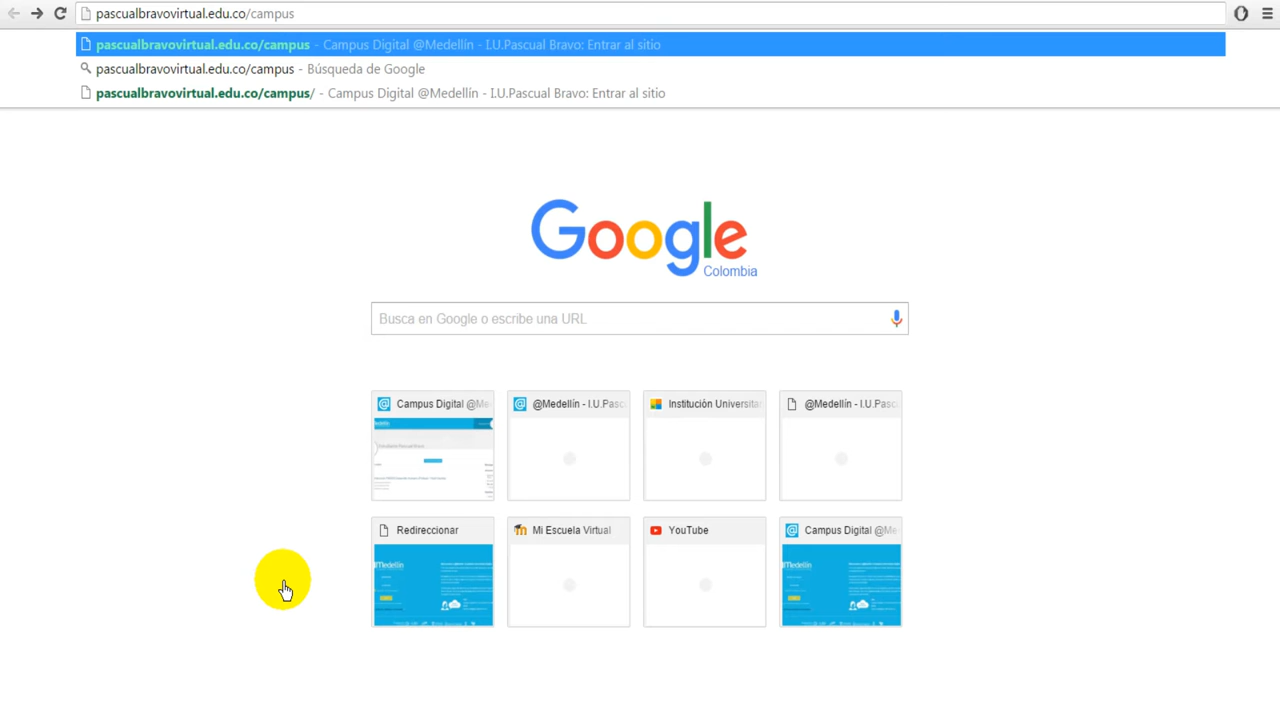 pascualbravovirtual.edu.co/campus
pascualbravovirtual.edu.co/campus - Campus Digital @Medellín - I.U.Pascual Bravo: Entrar al sitio
pascualbravovirtual.edu.co/campus - Búsqueda de Google
pascualbravovirtual.edu.co/campus/ - Campus Digital @Medellín - I.U.Pascual Bravo: Entrar al sitio
Google
Colombia
Busca en Google o escribe una URL
Campus Digital @Me
@Medellín - I.U.Pasc
Institución Universita
@Medellín - I.U.Pasc
Redireccionar
Mi Escuela Virtual
YouTube
Campus Digital @Me
Medellín
Medellín